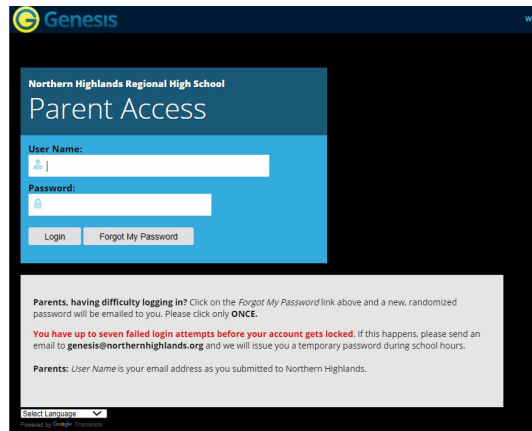 Genesis
W
Northern Highlands Regional High School
Parent Access
User Name:
Password:
Login Forgot My Password
Parents, having difficulty logging in? Click on the Forgot My Password link above and a new, randomized
password will be emailed to you. Please click only ONCE.
You have up to seven failed login attempts before your account gets locked. If this happens, please send an
email to genesis@northernhighlands.org and we will issue you a temporary password during school hours.
Parents: User Name is your email address as you submitted to Northern Highlands.
Select Language
Powered by Google Translate